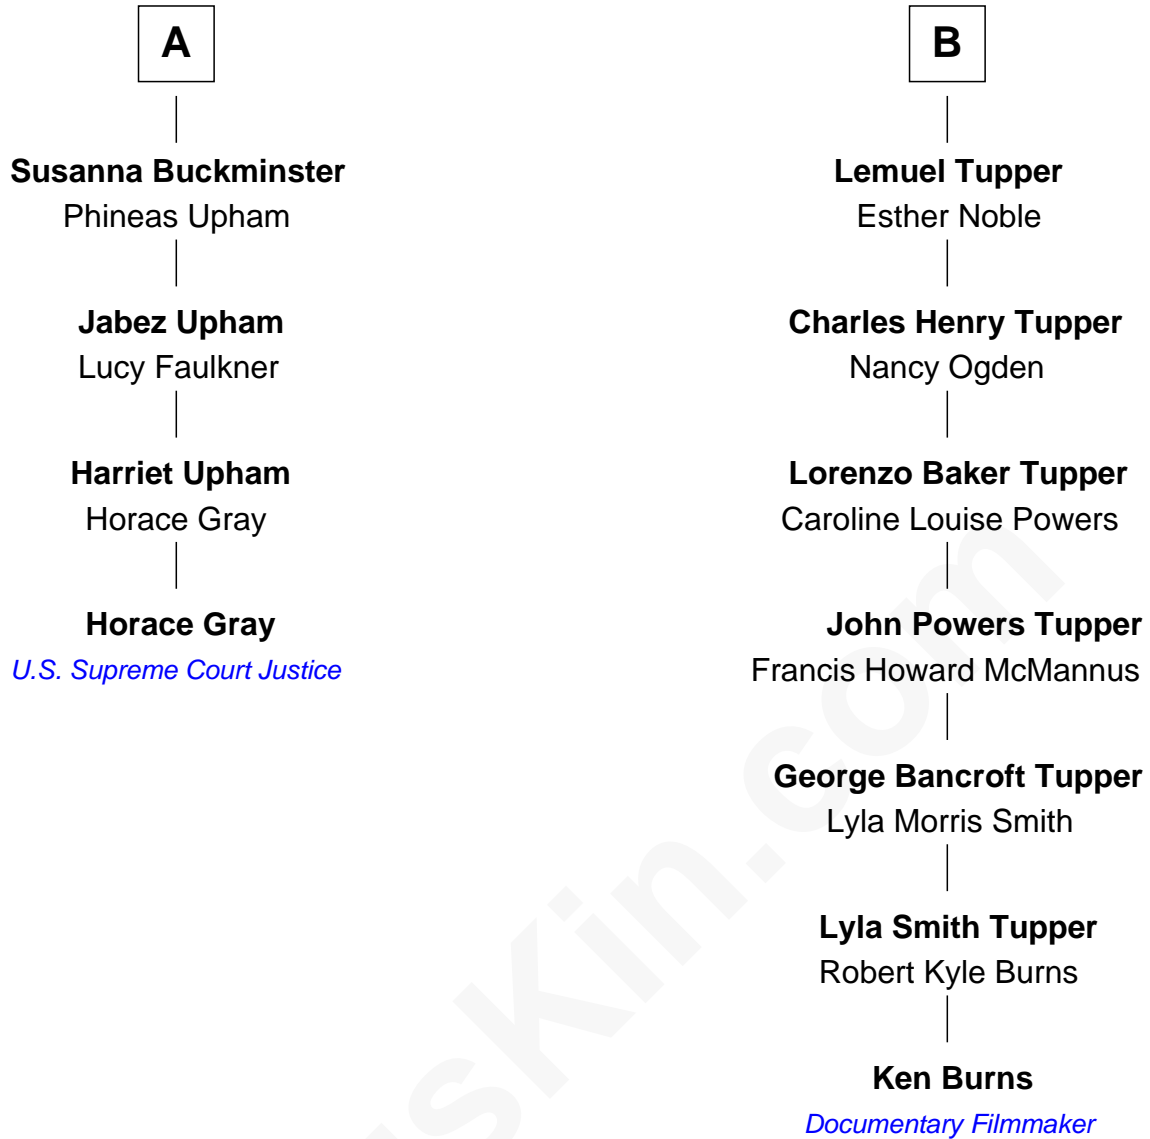 A
Susanna Buckminster
Phineas Upham
Jabez Upham
Lucy Faulkner
Harriet Upham
Horace Gray
Horace Gray
U.S. Supreme Court Justice
B
Lemuel Tupper
Esther Noble
Charles Henry Tupper
Nancy Ogden
Lorenzo Baker Tupper
Caroline Louise Powers
John Powers Tupper
Francis Howard McMannus
George Bancroft Tupper
Lyla Morris Smith
Lyla Smith Tupper
Robert Kyle Burns
Ken Burns
Documentary Filmmaker